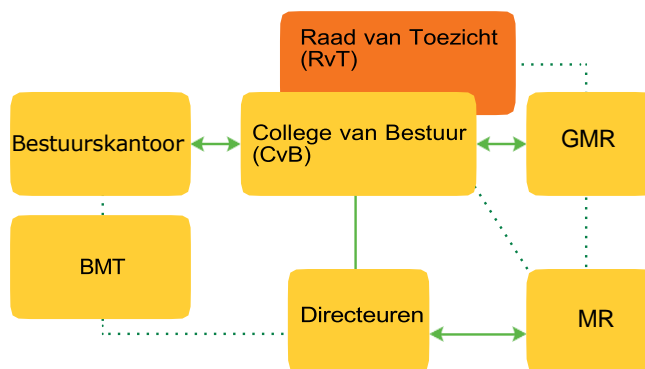 Raad van Toezicht
(RvT)
Bestuurskantoor
College van Bestuur
(CvB)
GMR
BMT
Directeuren
MR